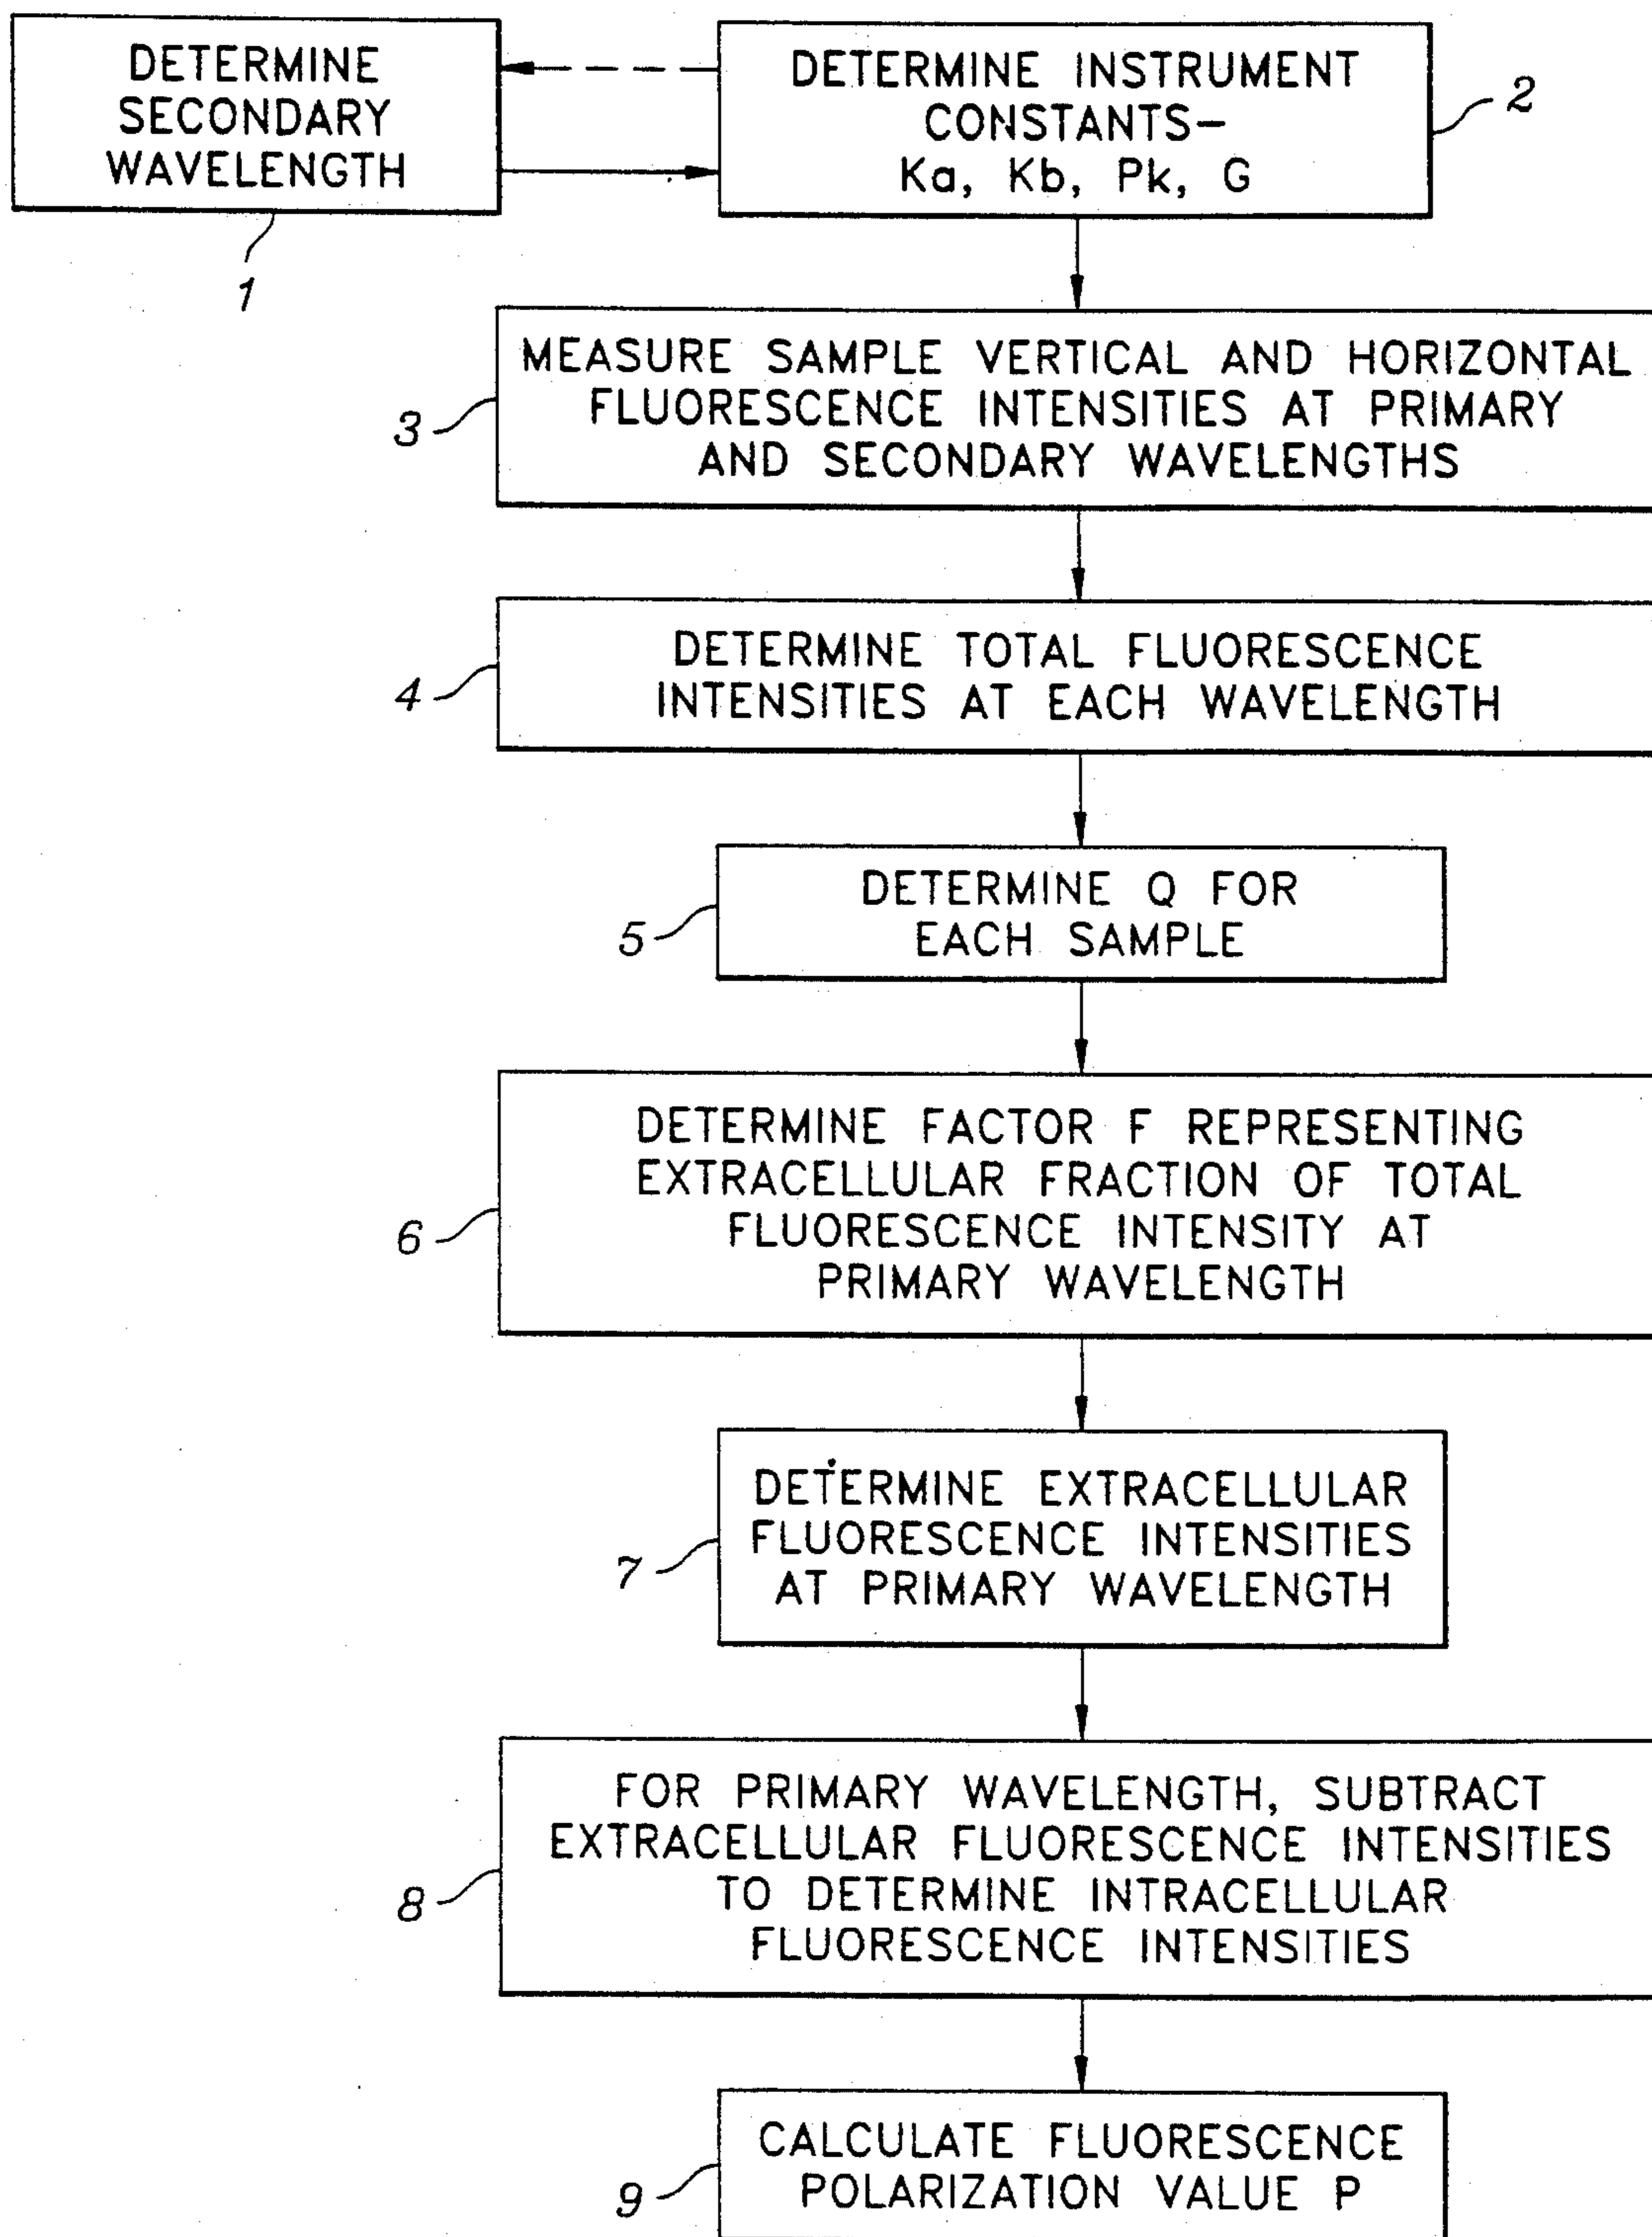 DETERMINE
SECONDARY
WAVELENGTH
1
DETERMINE INSTRUMENT
CONSTANTS-
Ka, Kb, Pk, G
2
MEASURE SAMPLE VERTICAL AND HORIZONTAL
FLUORESCENCE INTENSITIES AT PRIMARY
AND SECONDARY WAVELENGTHS
3
DETERMINE TOTAL FLUORESCENCE
INTENSITIES AT EACH WAVELENGTH
4
DETERMINE Q FOR
EACH SAMPLE
5
DETERMINE FACTOR F REPRESENTING
EXTRACELLULAR FRACTION OF TOTAL
FLUORESCENCE INTENSITY AT
PRIMARY WAVELENGTH
6
DETERMINE EXTRACELLULAR
FLUORESCENCE INTENSITIES
AT PRIMARY WAVELENGTH
7
FOR PRIMARY WAVELENGTH, SUBTRACT
EXTRACELLULAR FLUORESCENCE INTENSITIES
TO DETERMINE INTRACELLULAR
FLUORESCENCE INTENSITIES
8
CALCULATE FLUORESCENCE
POLARIZATION VALUE P
9